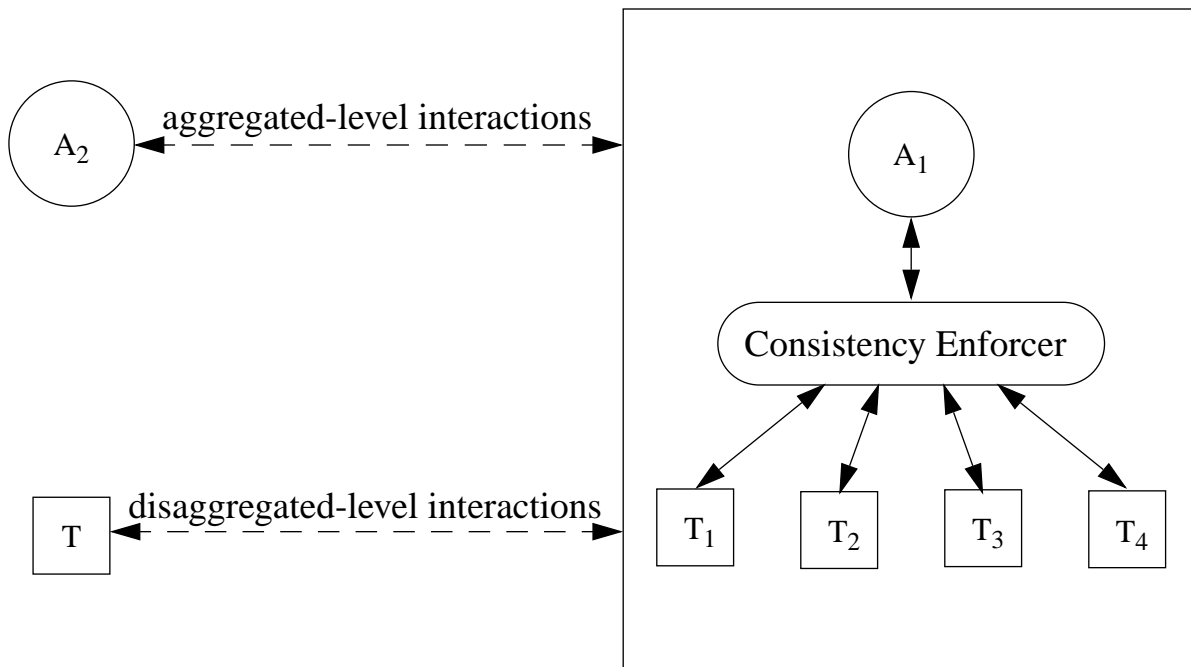 aggregated-level interactions
A2
A1
Consistency Enforcer
disaggregated-level interactions
T
T1
T2
T3
T4